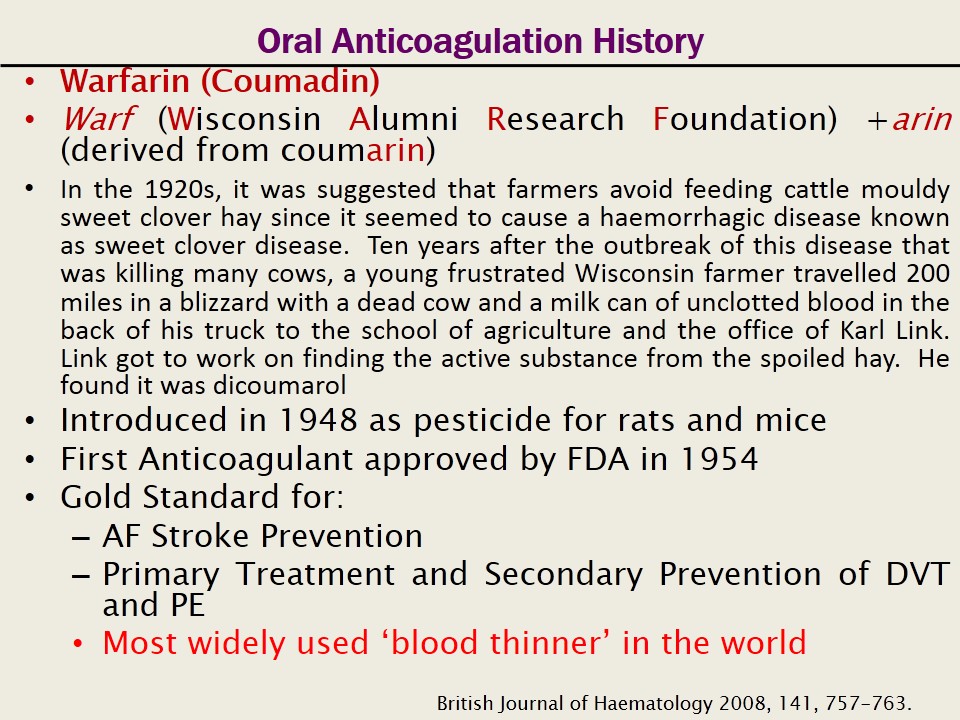 Oral Anticoagulation History
• Warfarin (Coumadin)
• Warf (Wisconsin Alumni Research Foundation) +arin
(derived from coumarin)
• In the 1920s, it was suggested that farmers avoid feeding cattle mouldy
sweet clover hay since it seemed to cause a haemorrhagic disease known
as sweet clover disease. Ten years after the outbreak of this disease that
was killing many cows, a young frustrated Wisconsin farmer travelled 200
miles in a blizzard with a dead cow and a milk can of unclotted blood in the
back of his truck to the school of agriculture and the office of Karl Link.
Link got to work on finding the active substance from the spoiled hay. He
found it was dicoumarol
• Introduced in 1948 as pesticide for rats and mice
• First Anticoagulant approved by FDA in 1954
• Gold Standard for:
– AF Stroke Prevention
– Primary Treatment and Secondary Prevention of DVT
and PE
• Most widely used ‘blood thinner’ in the world
British Journal of Haematology 2008, 141, 757–763.